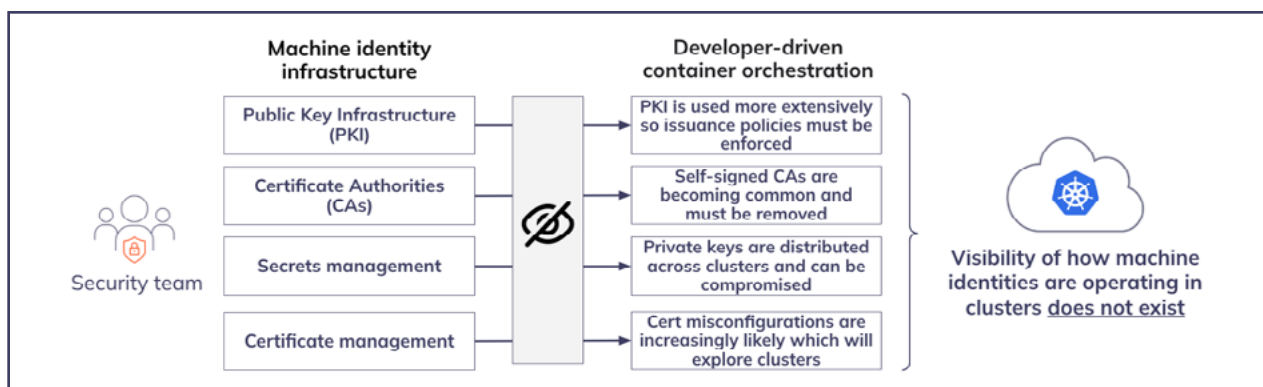 Machine identity
infrastructure
Developer-driven
container orchestration
Public Key Infrastructure
(PKI)
PKI is used more extensively
so issuance policies must be
enforced
Certificate Authorities
(CAs)
Self-signed CAs are
becoming common and
must be removed
Secrets management
Private keys are distributed
across clusters and can be
compromised
Certificate management
Cert misconfigurations are
increasingly likely which will
explore clusters
Security team
Visibility of how machine
identities are operating in
clusters does not exist